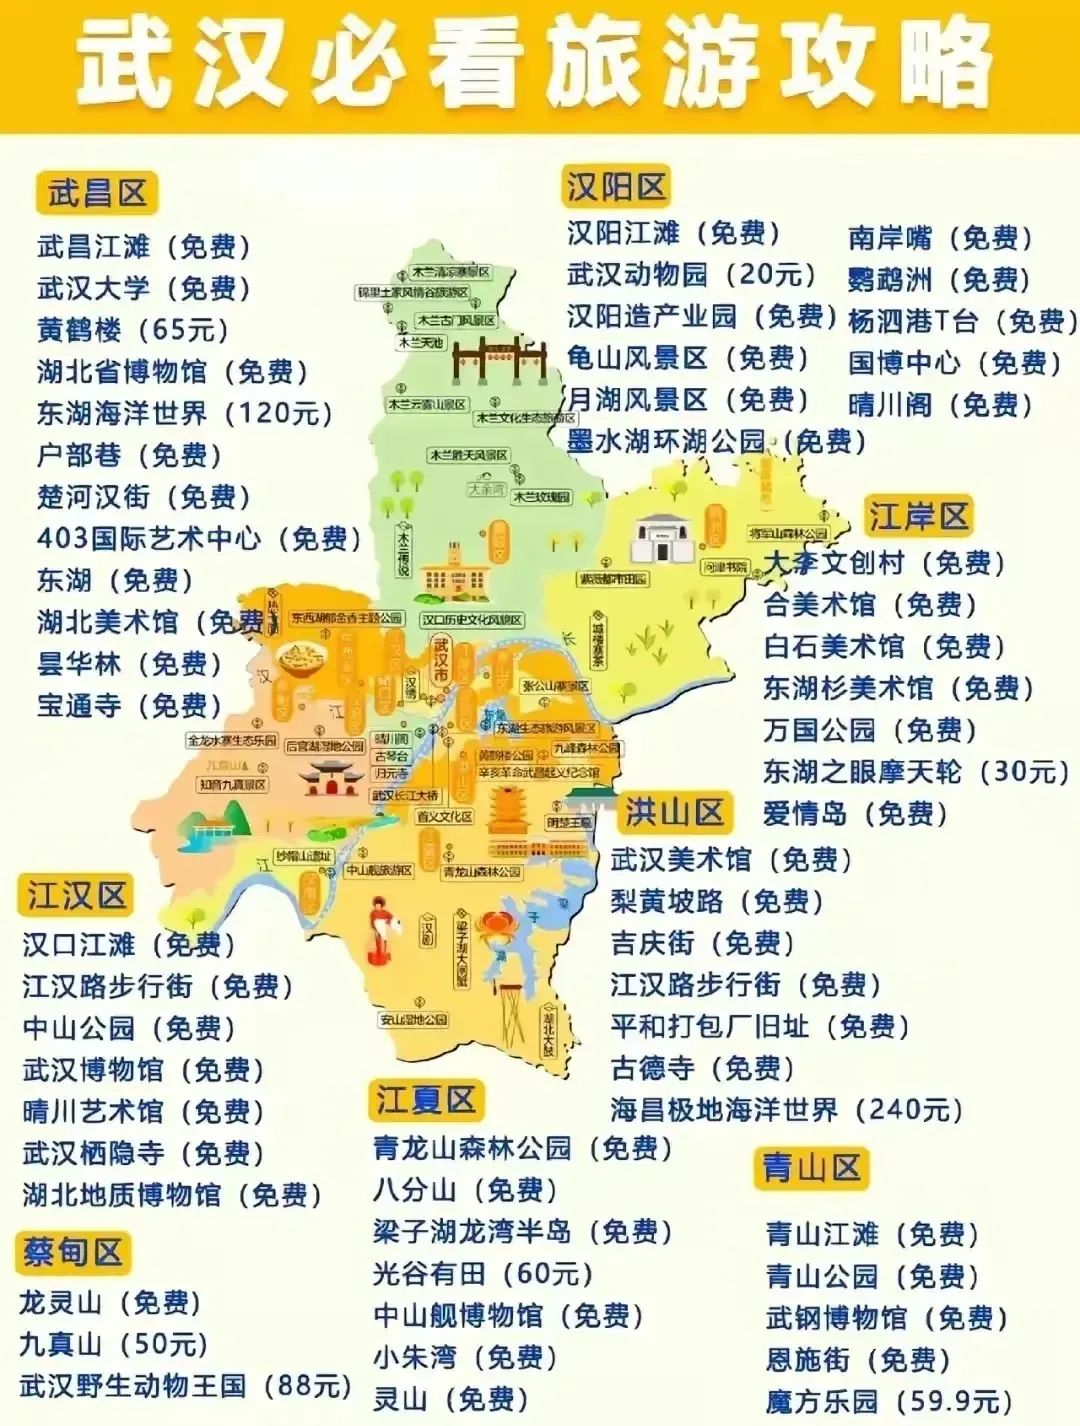 武汉必看旅游攻略
武昌区
武昌江滩（免费）
武汉大学（免费）
黄鹤楼（65元）
湖北省博物馆（免费）
东湖海洋世界（120元）
户部巷（免费）
楚河汉街（免费）
403国际艺术中心（免费）
东湖（免费）
湖北美术馆（免费
昙华林（免费）
宝通寺（免费）
汉阳区
汉阳江滩（免费）
武汉动物园（20元）
汉阳造产业园（免费）
龟山风景区（免费）
月湖风景区（免费）
墨水湖环湖公园（免费）
南岸嘴（免费）
鹦鹉洲（免费）
杨泗港T台（免费）
国博中心（免费）
晴川阁（免费）
木兰清凉寨景区
锦里土家风情谷旅游区
木兰古门风景区
木兰天池
木兰云雾山景区
木兰文化生态旅游区
木兰胜天风景区
大余湾
木兰玫瑰园
木兰传说
将军山森林公园
问津书院
紫薇都市田园
东西湖郁金香主题公园
汉口历史文化风貌区
武汉市
长
汉
江
汉绣
张公山寨景区
东湖生态旅游风景区
金龙水寨生态乐园
后官湖湿地公园
晴川阁
古琴台
归元寺
黄鹤楼公园
九峰森林公园
辛亥革命武昌起义纪念馆
知音九真景区
武汉长江大桥
首义文化区
明楚王墓
江
纱帽山遗址
中山舰旅游区
青龙山森林公园
汉剧
梁子湖大闸蟹
梁
子
湖
安山湿地公园
湖北大鼓
江岸区
大李文创村（免费）
合美术馆（免费）
白石美术馆（免费）
东湖杉美术馆（免费）
万国公园（免费）
东湖之眼摩天轮（30元）
爱情岛（免费）
洪山区
武汉美术馆（免费）
梨黄坡路（免费）
吉庆街（免费）
江汉路步行街（免费）
平和打包厂旧址（免费）
古德寺（免费）
海昌极地海洋世界（240元）
江汉区
汉口江滩（免费）
江汉路步行街（免费）
中山公园（免费）
武汉博物馆（免费）
晴川艺术馆（免费）
武汉栖隐寺（免费）
湖北地质博物馆（免费）
蔡甸区
龙灵山（免费）
九真山（50元）
武汉野生动物王国（88元）
江夏区
青龙山森林公园（免费）
八分山（免费）
梁子湖龙湾半岛（免费）
光谷有田（60元）
中山舰博物馆（免费）
小朱湾（免费）
灵山（免费）
青山区
青山江滩（免费）
青山公园（免费）
武钢博物馆（免费）
恩施街（免费）
魔方乐园（59.9元）